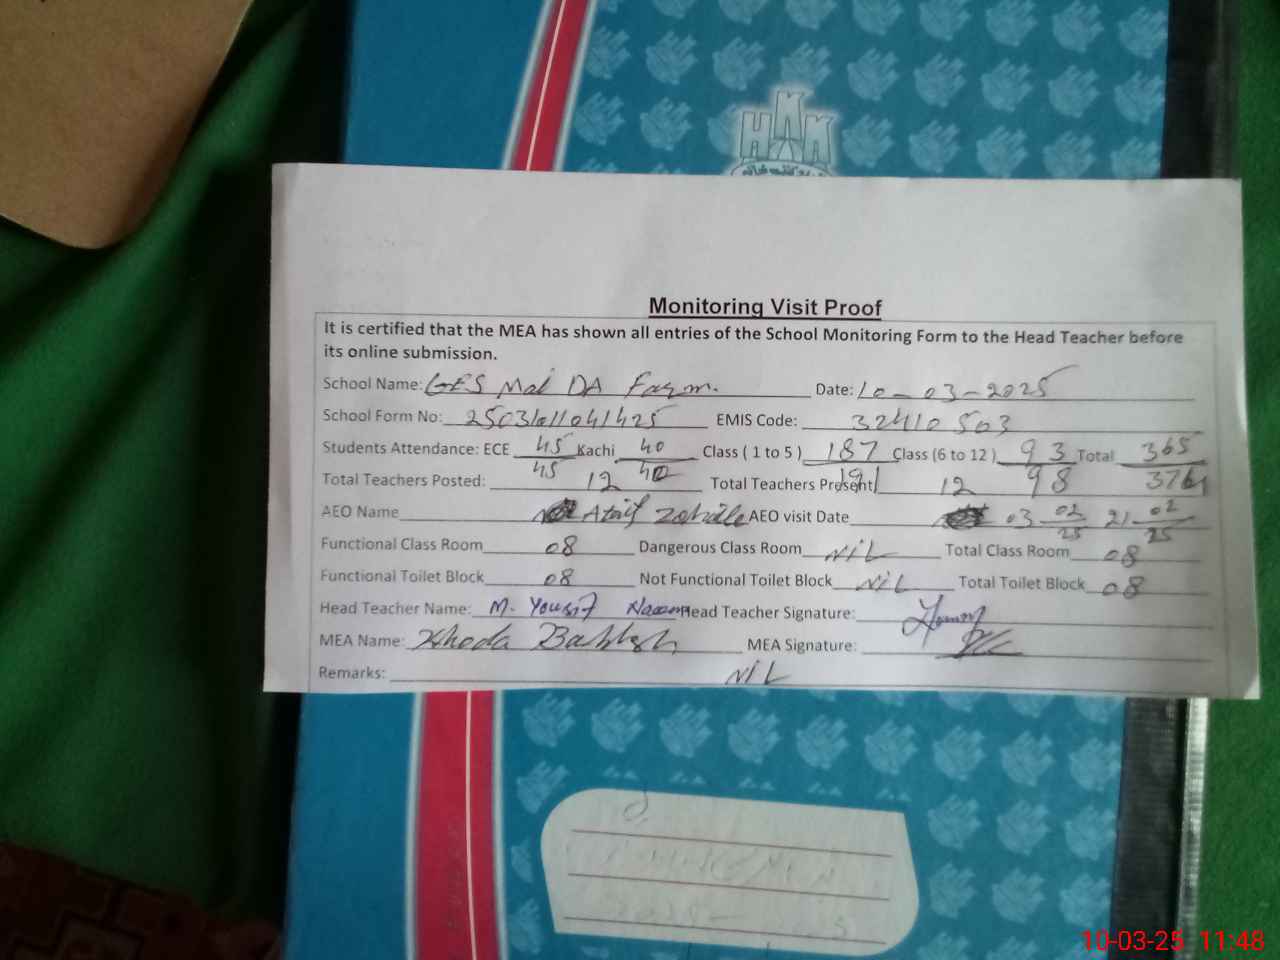 HAM
Monitoring Visit Proof
It is certified that the MEA has shown all entries of the School Monitoring Form to the Head Teacher before
its online submission.
School Name: GES Mal DA Farm. Date: 10-03-2025
School Form No: EMIS Code: 32410503
Students Attendance: ECE 45/45 Kachi 40/40 Class ( 1 to 5 ) 187/191 Class (6 to 12 ) 93/98 Total 365
Total Teachers Posted: 12 Total Teachers Present 12
AEO Name AEO visit Date 03 02/25 21 02/25
Functional Class Room 08 Dangerous Class Room NiL Total Class Room 08
Functional Toilet Block 08 Not Functional Toilet Block NiL Total Toilet Block 08
Head Teacher Name: M. Yousif Head Teacher Signature:
MEA Name: Khoda Bakhsh MEA Signature:
Remarks: NiL
10-03-25 11:48